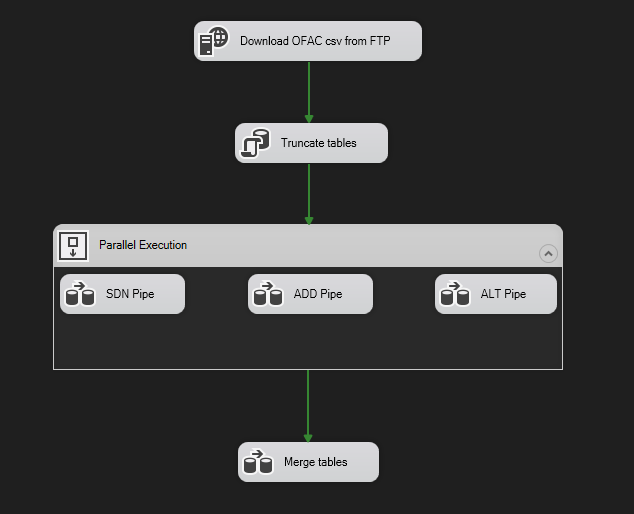 Download OFAC csv from FTP
Truncate tables
Parallel Execution
SDN Pipe
ADD Pipe
ALT Pipe
Merge tables